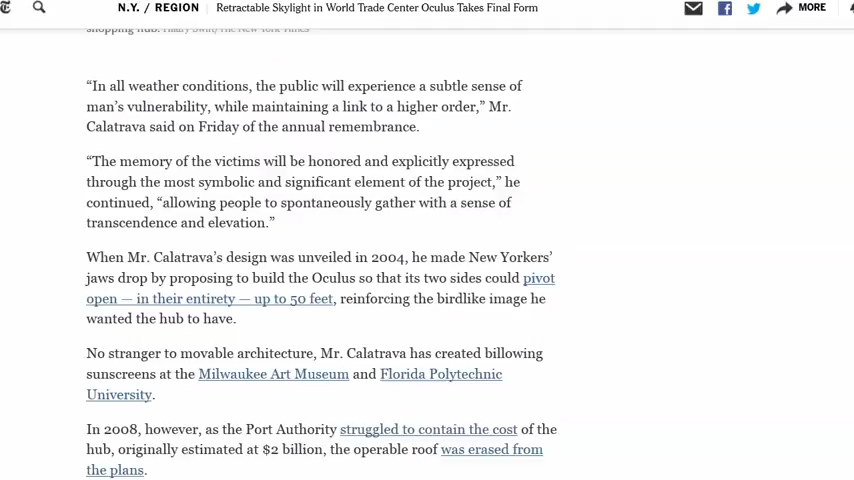 N.Y. / REGION | Retractable Skylight in World Trade Center Oculus Takes Final Form MORE
shopping hub. Hilary Swift/The New York Times
“In all weather conditions, the public will experience a subtle sense of
man’s vulnerability, while maintaining a link to a higher order,” Mr.
Calatrava said on Friday of the annual remembrance.
“The memory of the victims will be honored and explicitly expressed
through the most symbolic and significant element of the project,” he
continued, “allowing people to spontaneously gather with a sense of
transcendence and elevation.”
When Mr. Calatrava’s design was unveiled in 2004, he made New Yorkers’
jaws drop by proposing to build the Oculus so that its two sides could pivot
open — in their entirety — up to 50 feet, reinforcing the birdlike image he
wanted the hub to have.
No stranger to movable architecture, Mr. Calatrava has created billowing
sunscreens at the Milwaukee Art Museum and Florida Polytechnic
University.
In 2008, however, as the Port Authority struggled to contain the cost of the
hub, originally estimated at $2 billion, the operable roof was erased from
the plans.